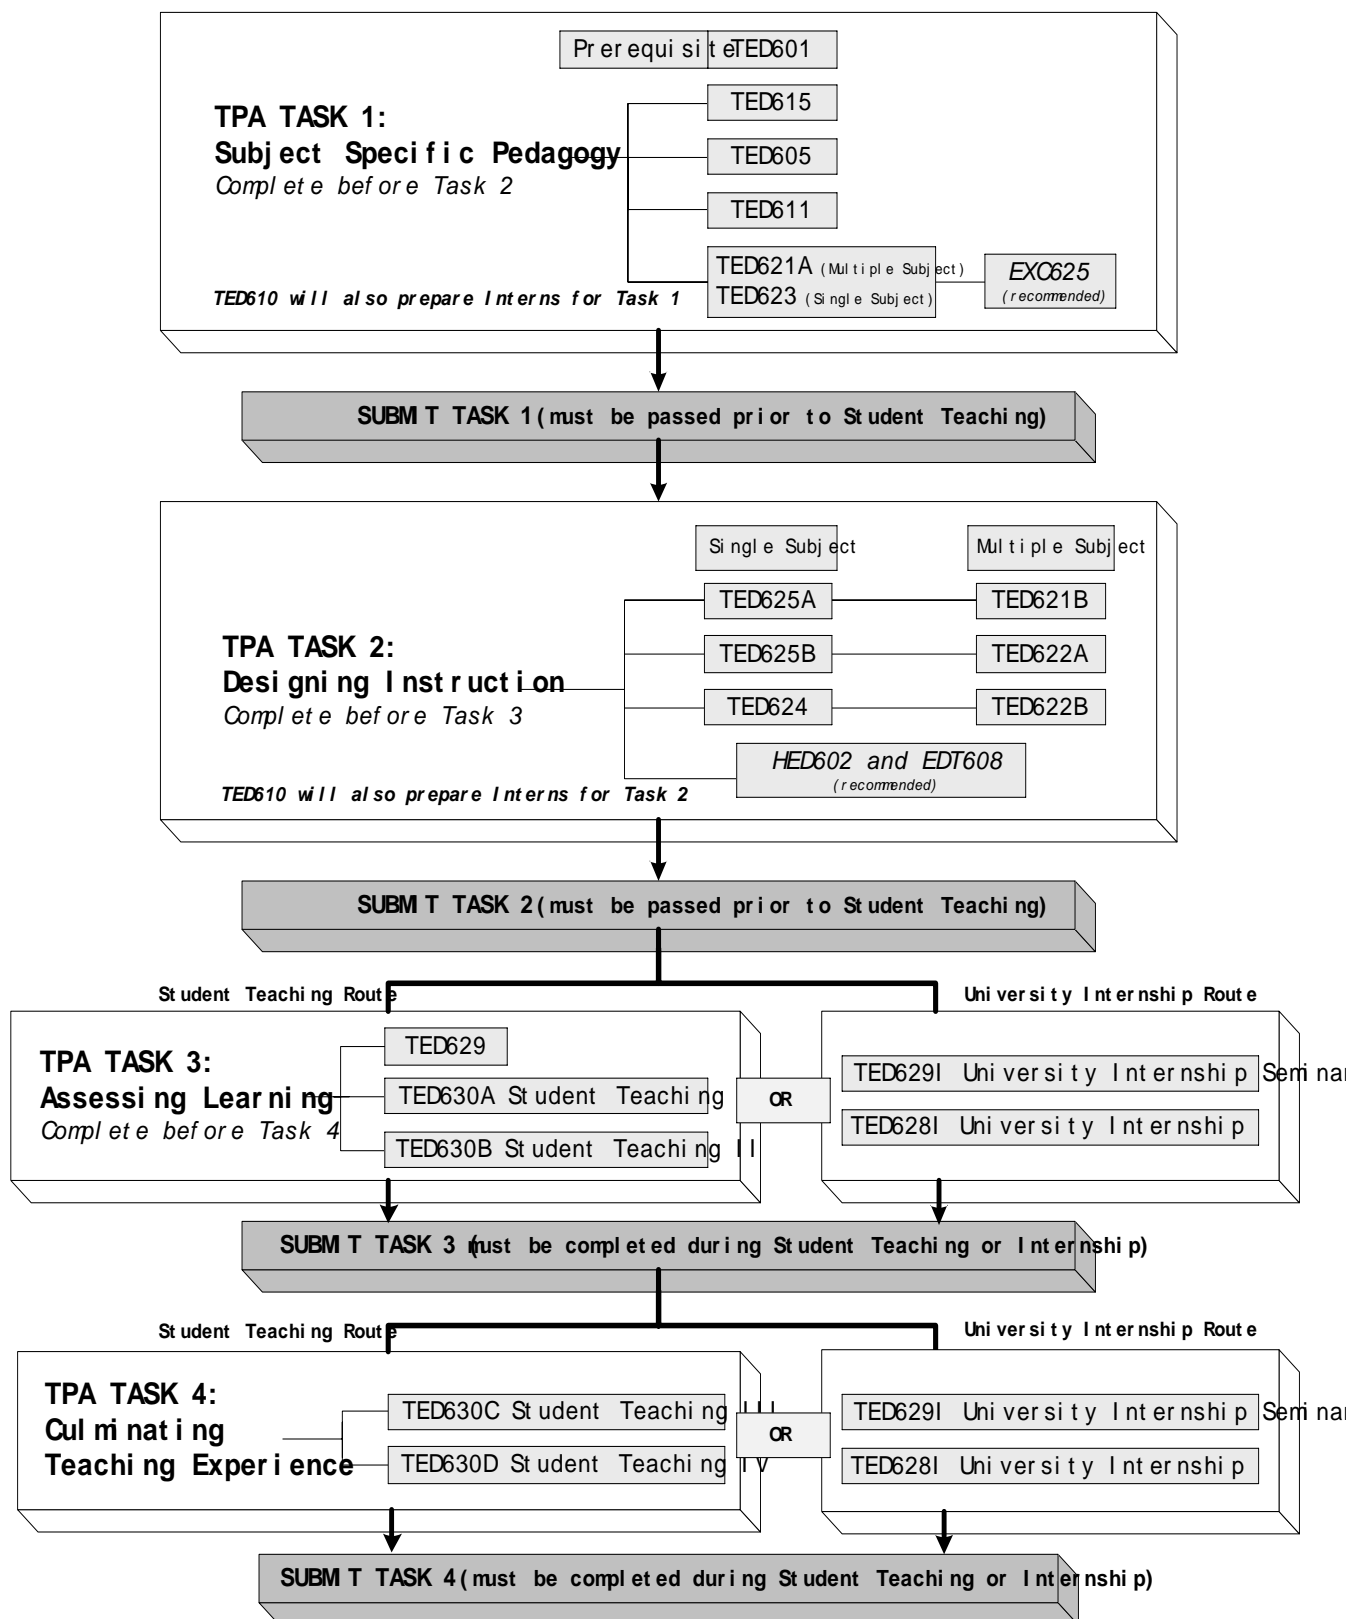 Prerequisite TED601
TED615
TPA TASK 1:
Subject Specific Pedagogy
Complete before Task 2
TED605
TED611
TED621A (Multiple Subject)
TED623 (Single Subject)
EXC625
(recommended)
TED610 will also prepare Interns for Task 1
SUBMIT TASK 1 (must be passed prior to Student Teaching)
Single Subject
Multiple Subject
TED625A
TED621B
TPA TASK 2:
Designing Instruction
Complete before Task 3
TED625B
TED622A
TED624
TED622B
HED602 and EDT608
(recommended)
TED610 will also prepare Interns for Task 2
SUBMIT TASK 2 (must be passed prior to Student Teaching)
Student Teaching Route
University Internship Route
TPA TASK 3:
Assessing Learning
Complete before Task 4
TED629
TED630A Student Teaching
TED630B Student Teaching II
OR
TED629I University Internship Seminar
TED628I University Internship
SUBMIT TASK 3 (must be completed during Student Teaching or Internship)
Student Teaching Route
University Internship Route
TPA TASK 4:
Culminating
Teaching Experience
TED630C Student Teaching III
TED630D Student Teaching IV
OR
TED629I University Internship Seminar
TED628I University Internship
SUBMIT TASK 4 (must be completed during Student Teaching or Internship)